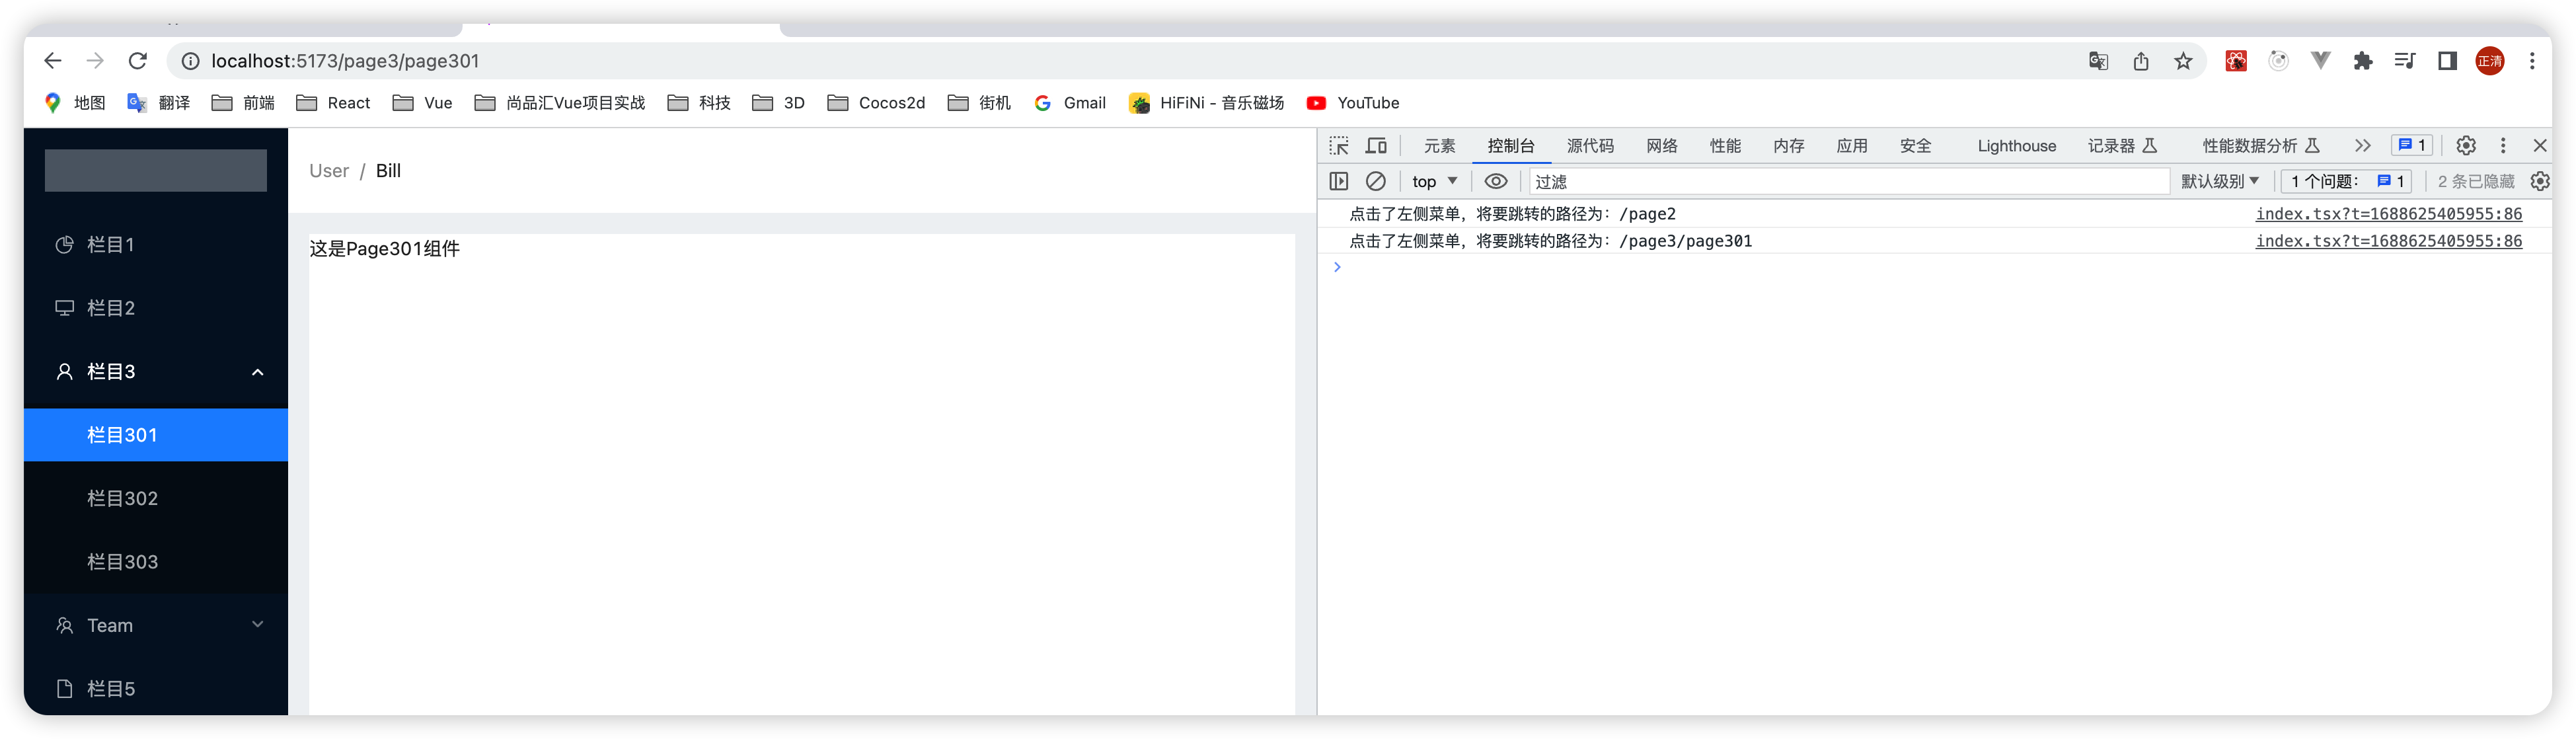 localhost:5173/page3/page301
正清
地图 翻译 前端 React Vue 尚品汇Vue项目实战 科技 3D Cocos2d 街机 Gmail HiFiNi - 音乐磁场 YouTube
栏目1
栏目2
栏目3
栏目301
栏目302
栏目303
Team
栏目5
User / Bill
这是Page301组件
元素 控制台 源代码 网络 性能 内存 应用 安全 Lighthouse 记录器 性能数据分析 1
top 过滤 默认级别 1 个问题: 1 2 条已隐藏
点击了左侧菜单，将要跳转的路径为：/page2 index.tsx?t=1688625405955:86
点击了左侧菜单，将要跳转的路径为：/page3/page301 index.tsx?t=1688625405955:86